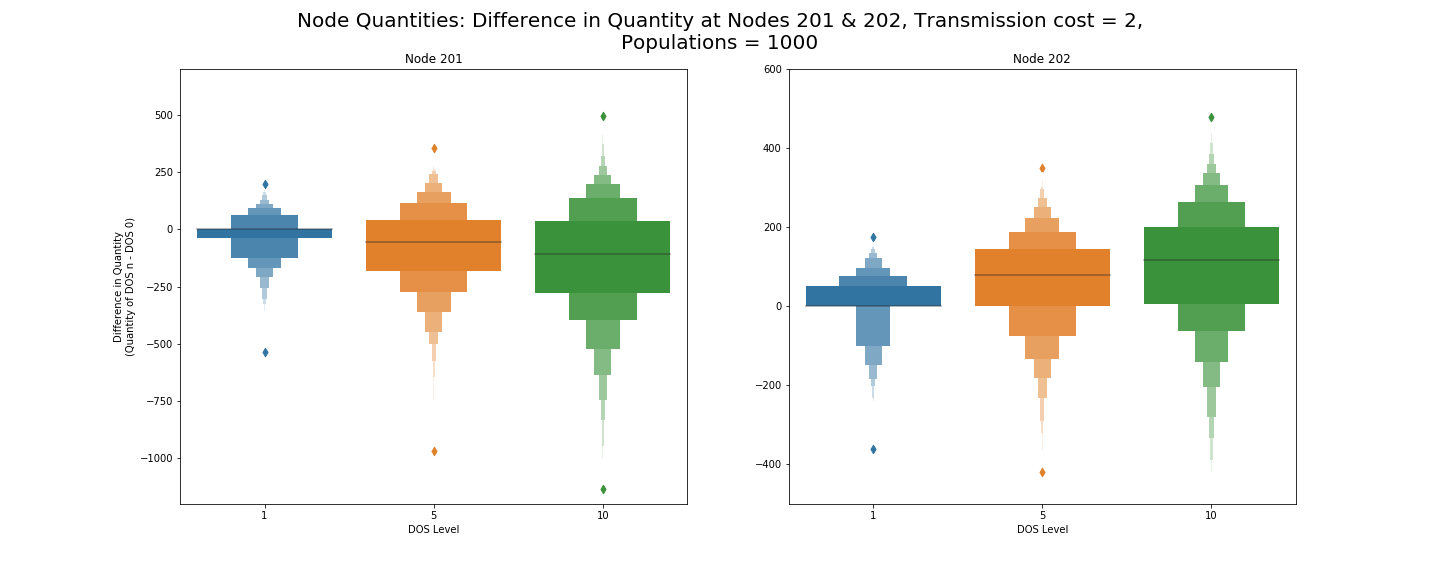 Node Quantities: Difference in Quantity at Nodes 201 & 202, Transmission cost = 2,
Populations = 1000
Node 201
500
250
0
−250
−500
−750
−1000
Difference in Quantity
(Quantity of DOS n - DOS 0)
1
5
10
DOS Level
Node 202
600
400
200
0
−200
−400
1
5
10
DOS Level